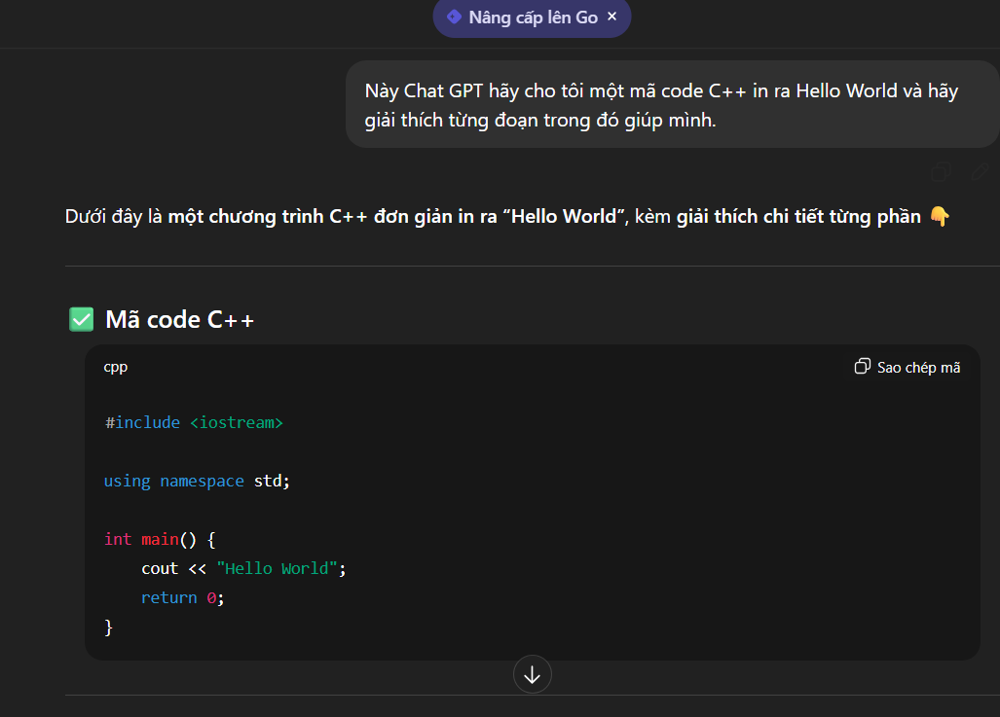 Nâng cấp lên Go ×
Này Chat GPT hãy cho tôi một mã code C++ in ra Hello World và hãy
giải thích từng đoạn trong đó giúp mình.
Dưới đây là một chương trình C++ đơn giản in ra “Hello World”, kèm giải thích chi tiết từng phần 👇
✅ Mã code C++
cpp
Sao chép mã
#include <iostream>
using namespace std;
int main() {
    cout << "Hello World";
    return 0;
}